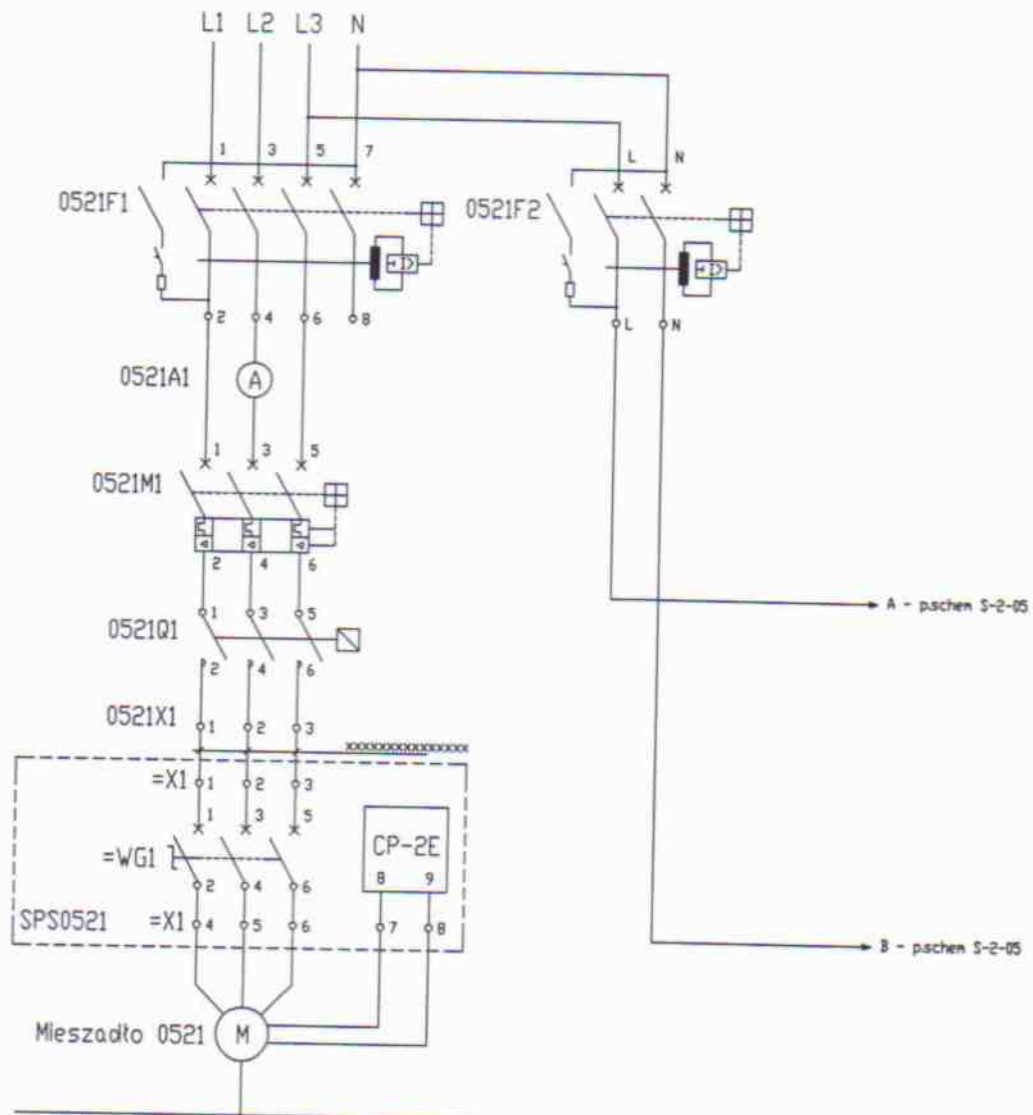 L1 L2 L3 N
1 3 5 7
L N
0521F1
0521F2
2 4 6 8
L N
0521A1
A
1 3 5
0521M1
2 4 6
1 3 5
A - p.schem S-2-05
0521Q1
2 4 6
0521X1
1 2 3
xxxxxxxxxxxxxxxx
=X1 1 2 3
1 3 5
CP-2E
=WG1
8 9
2 4 6
SPS0521 =X1 4 5 6 7 8
B - p.schem S-2-05
Mieszadło 0521 M